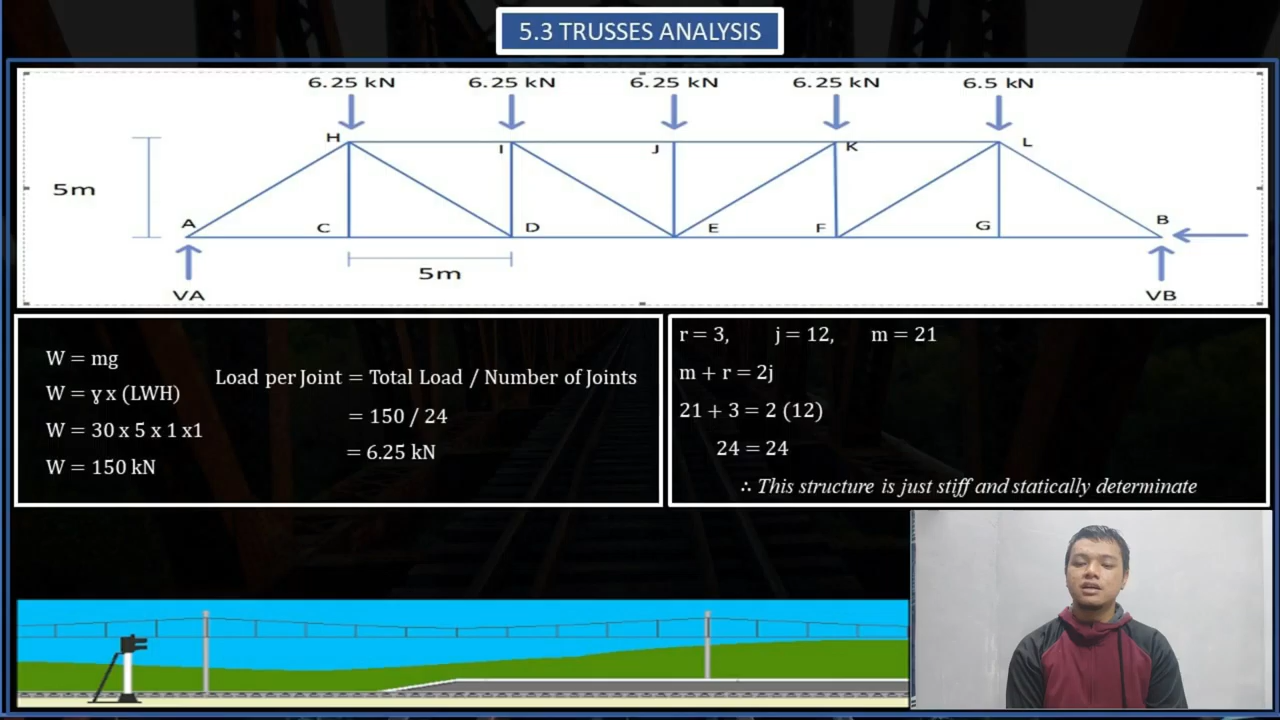 5.3 TRUSSES ANALYSIS
6.25 kN 6.25 kN 6.25 kN 6.25 kN 6.5 kN
H I J K L
5m
A C D E F G B
5m
VA VB
W = mg
W = γ x (LWH)
W = 30 x 5 x 1 x1
W = 150 kN
Load per Joint = Total Load / Number of Joints
= 150 / 24
= 6.25 kN
r = 3, j = 12, m = 21
m + r = 2j
21 + 3 = 2 (12)
24 = 24
∴ This structure is just stiff and statically determinate